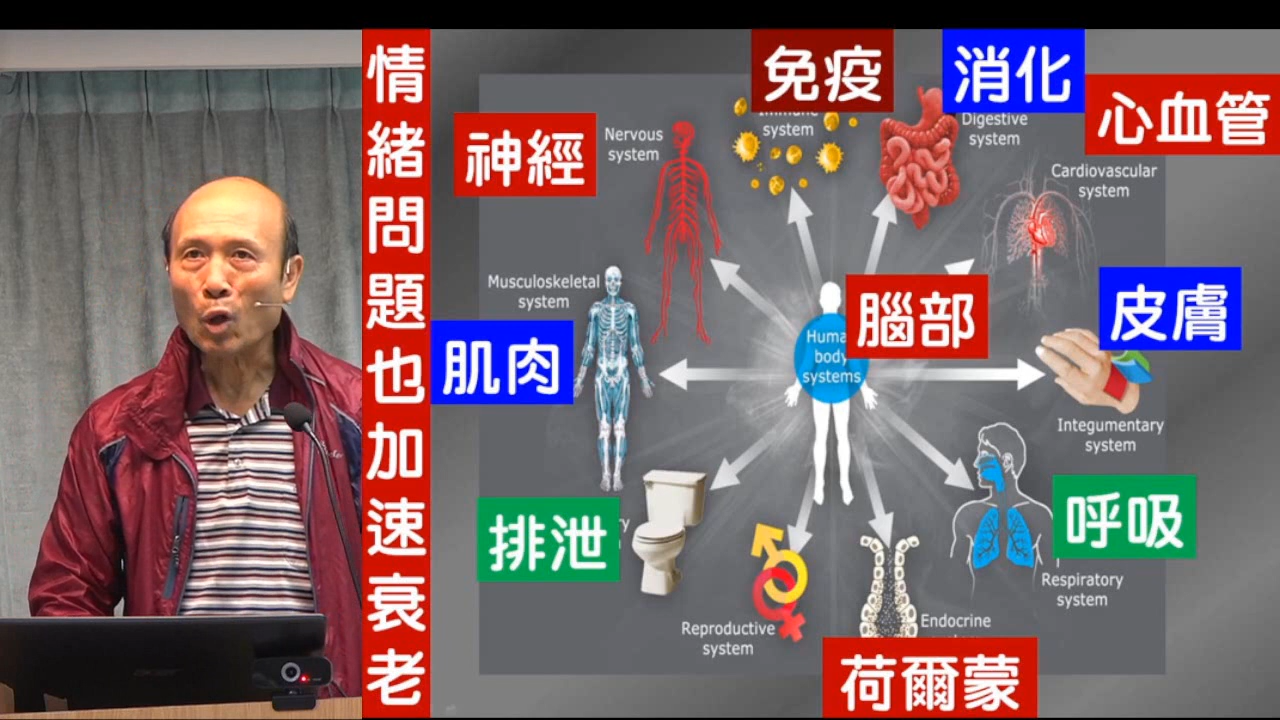 情緒問題也加速衰老
免疫
消化
心血管
神經
Nervous
system
system
Digestive
system
Cardiovascular
system
Musculoskeletal
system
肌肉
腦部
皮膚
body
systems
Integumentary
system
排泄
呼吸
Respiratory
system
Reproductive
system
Endocrine
荷爾蒙